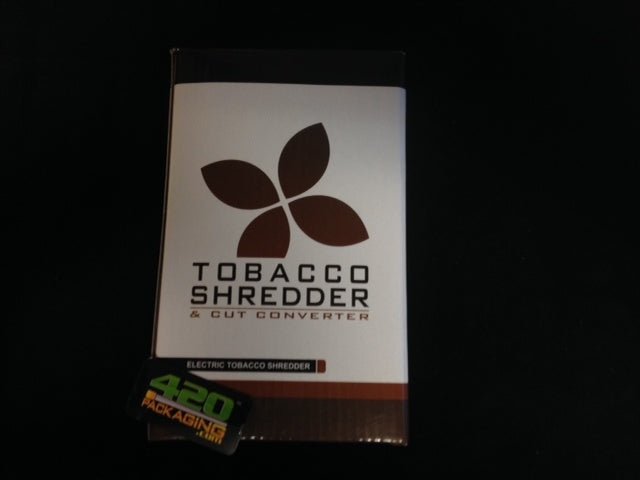 TOBACCO
SHREDDER
& CUT CONVERTER
ELECTRIC TOBACCO SHREDDER
420
PACKAGING
.com